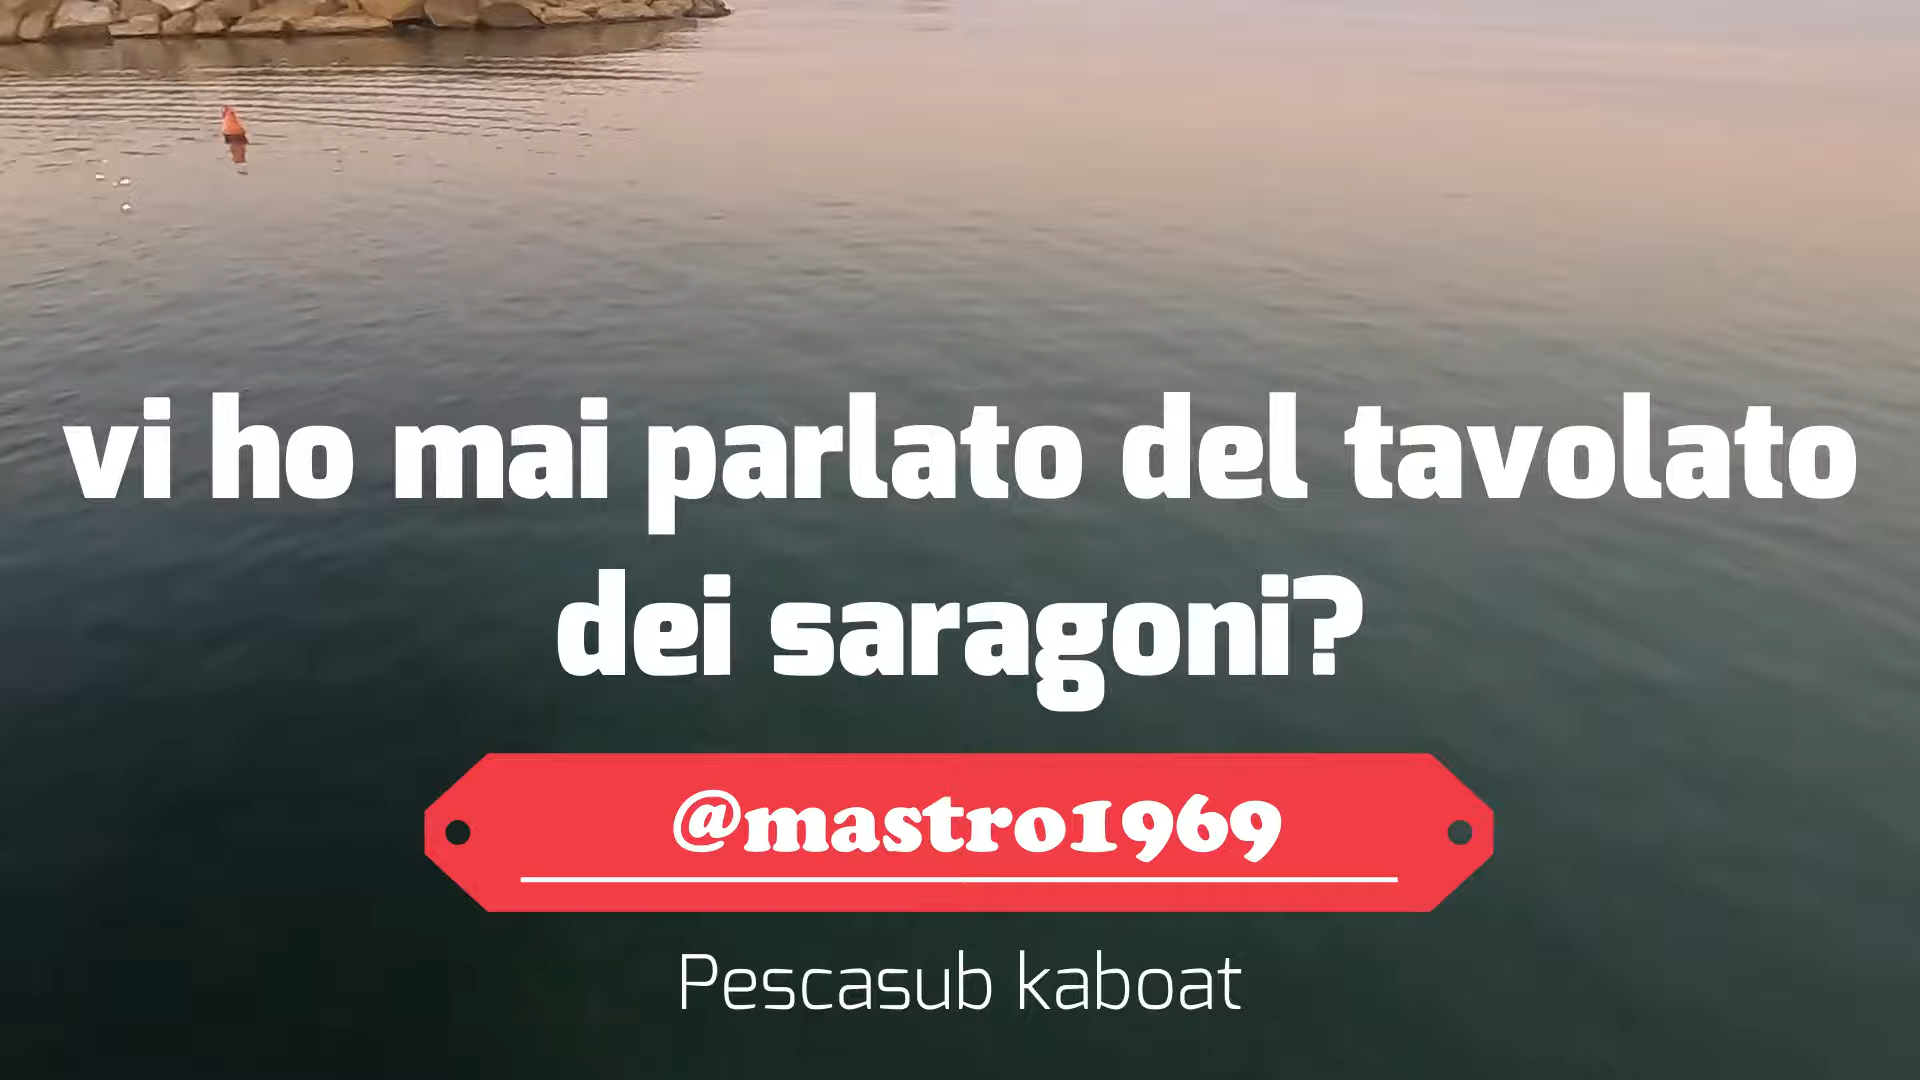 vi ho mai parlato del tavolato
dei saragoni?
@mastro1969
Pescasub kaboat